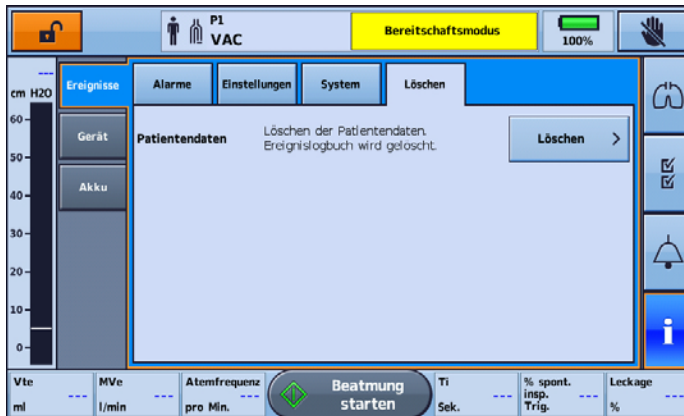 P1
VAC
Bereitschaftsmodus
100%
---
cm H2O
60
50
40
30
20
10
0
Ereignisse
Gerät
Akku
Alarme
Einstellungen
System
Löschen
Patientendaten
Löschen der Patientendaten.
Ereignislogbuch wird gelöscht.
Löschen >
i
Vte
---
ml
MVe
---
l/min
Atemfrequenz
pro Min.
Beatmung
starten
Ti
---
Sek.
% spont.
insp.
---
Trig.
Leckage
---
%